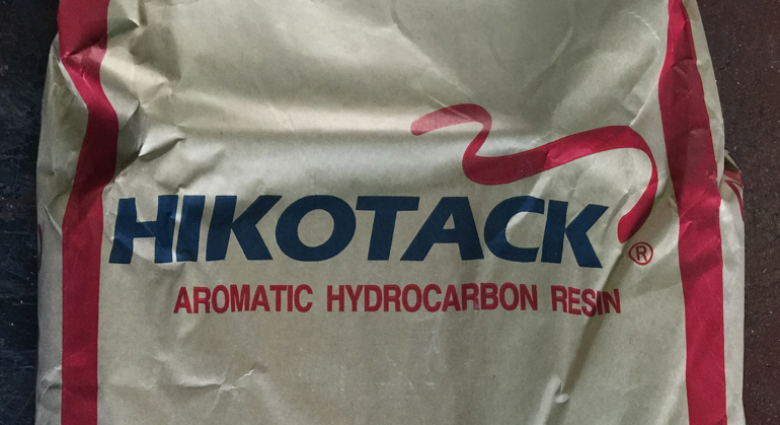 HIKOTACK®
AROMATIC HYDROCARBON RESIN